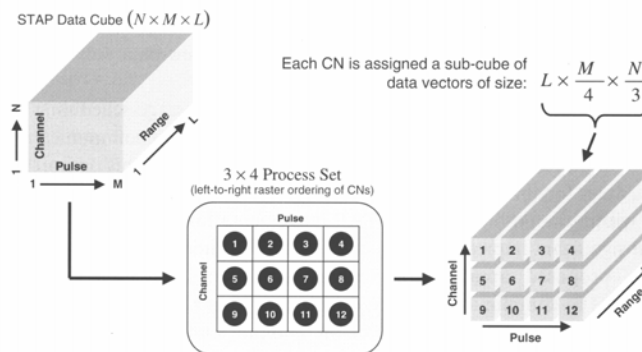 STAP Data Cube (N × M × L)
N
Channel
1
Pulse
1
M
Range
1
L
Each CN is assigned a sub-cube of
data vectors of size:
L × M/4 × N/3
3 × 4 Process Set
(left-to-right raster ordering of CNs)
Pulse
Channel
1 2 3 4
5 6 7 8
9 10 11 12
Channel
1 2 3 4
5 6 7 8
9 10 11 12
Pulse
Range